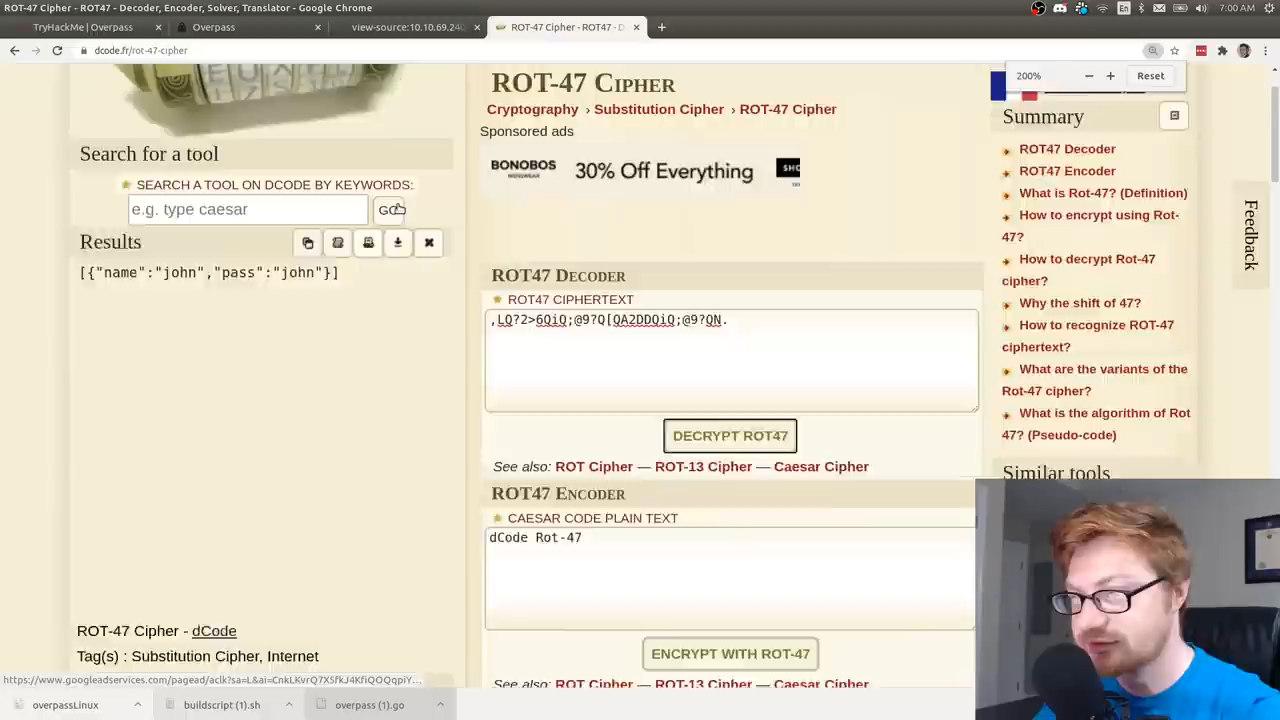 ROT-47 Cipher - ROT47 - Decoder, Encoder, Solver, Translator - Google Chrome
En
7:00 AM
TryHackMe | Overpass
Overpass
view-source:10.10.69.240
ROT-47 Cipher - ROT47 - D
dcode.fr/rot-47-cipher
200%
Reset
ROT-47 CIPHER
Cryptography › Substitution Cipher › ROT-47 Cipher
Sponsored ads
BONOBOS
30% Off Everything
SHO
Search for a tool
SEARCH A TOOL ON DCODE BY KEYWORDS:
e.g. type caesar
GO
Results
[{"name":"john","pass":"john"}]
ROT-47 Cipher - dCode
Tag(s) : Substitution Cipher, Internet
ROT47 DECODER
ROT47 CIPHERTEXT
,LQ?2>6QiQ;@9?Q[QA2DDQiQ;@9?QN.
DECRYPT ROT47
See also: ROT Cipher — ROT-13 Cipher — Caesar Cipher
ROT47 ENCODER
CAESAR CODE PLAIN TEXT
dCode Rot-47
ENCRYPT WITH ROT-47
See also: ROT Cipher — ROT-13 Cipher — Caesar Cipher
Summary
ROT47 Decoder
ROT47 Encoder
What is Rot-47? (Definition)
How to encrypt using Rot-
47?
How to decrypt Rot-47
cipher?
Why the shift of 47?
How to recognize ROT-47
ciphertext?
What are the variants of the
Rot-47 cipher?
What is the algorithm of Rot
47? (Pseudo-code)
Similar tools
Feedback
overpassLinux
buildscript (1).sh
overpass (1).go